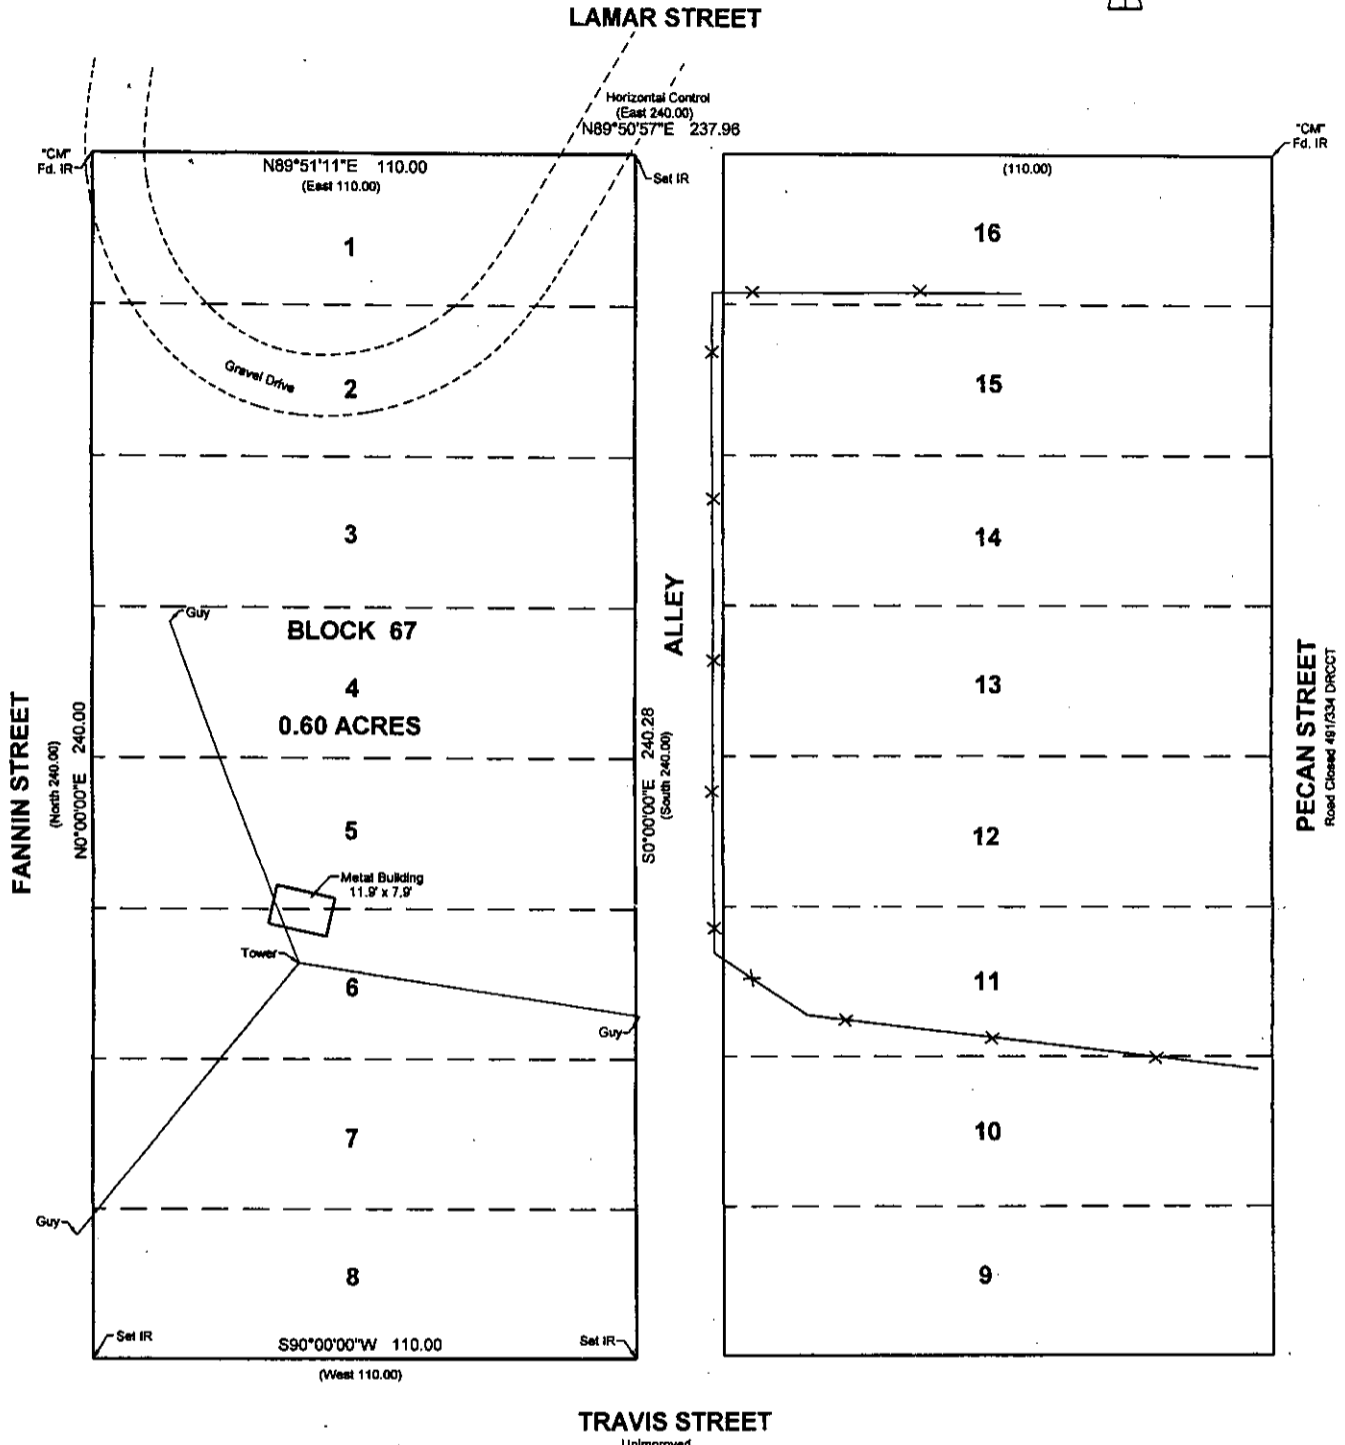 LAMAR STREET
Horizontal Control
(East 240.00)
N89°50'57"E 237.96
"CM"
Fd. IR
N89°51'11"E 110.00
(East 110.00)
Set IR
"CM"
Fd. IR
(110.00)
1
16
Gravel Drive
2
15
3
14
Guy
BLOCK 67
4
0.60 ACRES
ALLEY
13
FANNIN STREET
(North 240.00)
N0°00'00"E 240.00
S0°00'00"E 240.28
(South 240.00)
PECAN STREET
Road Closed 491/334 DRCCT
5
12
Metal Building
11.9' x 7.9'
Tower
6
11
Guy
7
10
Guy
8
9
Set IR
S90°00'00"W 110.00
Set IR
(West 110.00)
TRAVIS STREET
Unimproved